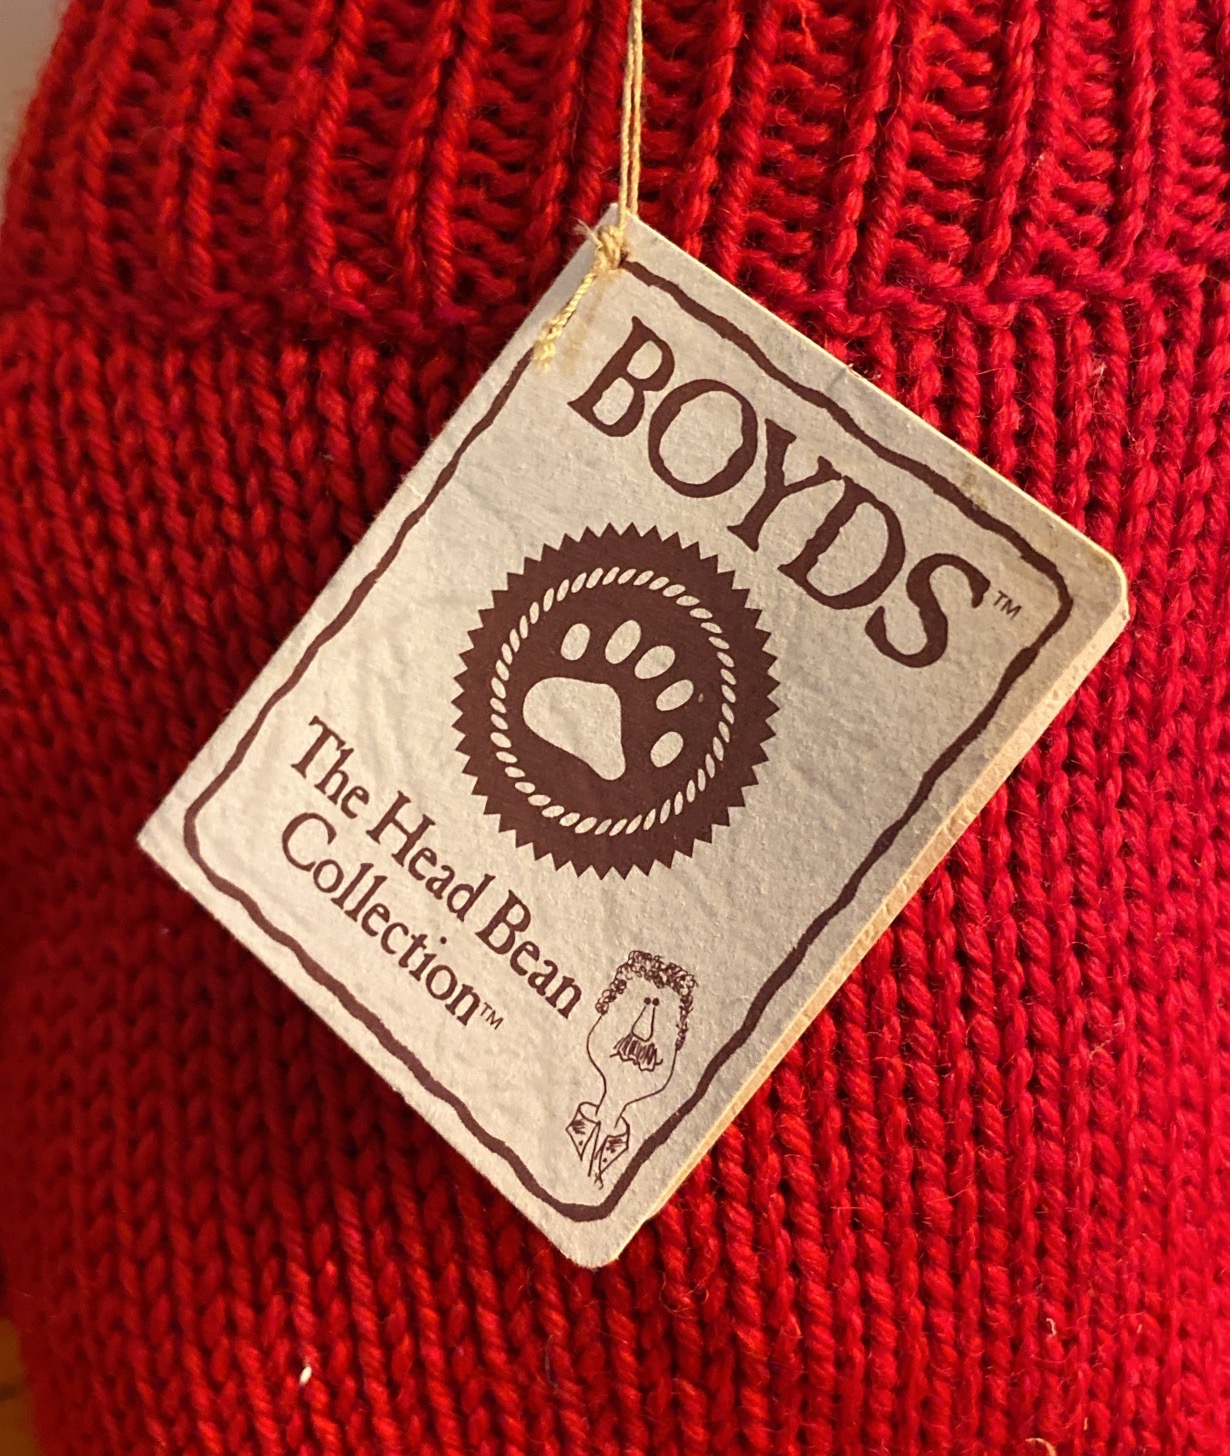 BOYDS™
The Head Bean
Collection™